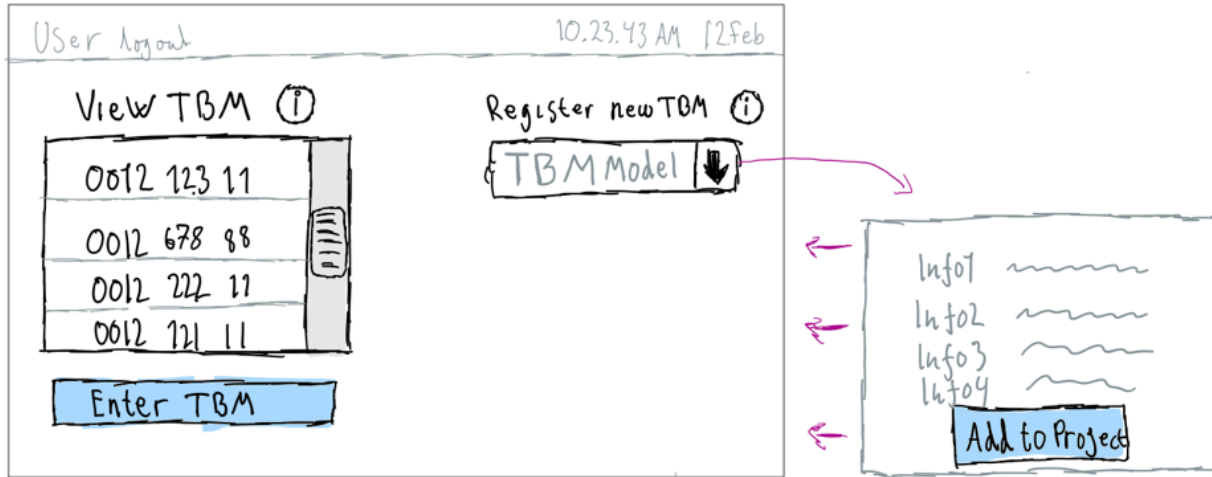 User logout
10.23.43 AM 12Feb
View TBM i
0012 123 11
0012 678 88
0012 222 11
0012 121 11
Enter TBM
Register new TBM i
TBM Model
Info1
Info2
Info3
Info4
Add to Project